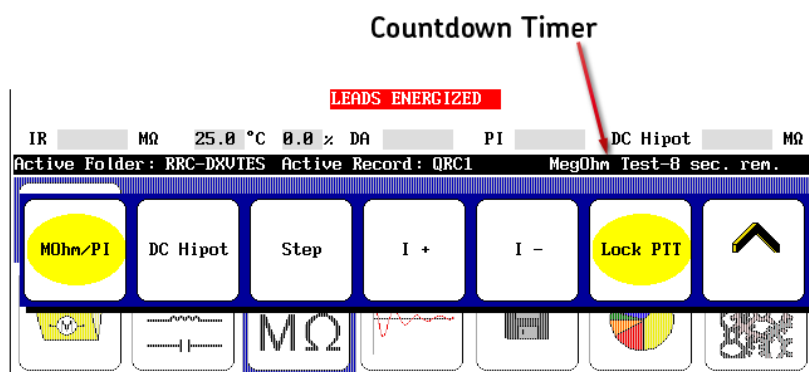 Countdown Timer
LEADS ENERGIZED
IR MΩ 25.0 °C 0.0 % DA PI DC Hipot MΩ
Active Folder: RRC-DXVTES Active Record: QRC1 MegOhm Test-8 sec. rem.
MOhm/PI DC Hipot Step I + I - Lock PTT
M MΩ